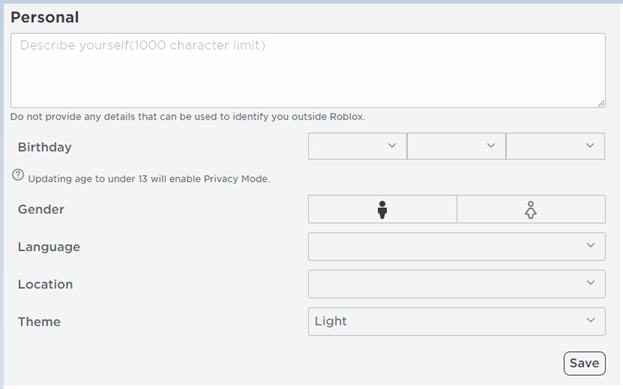 Personal
Describe yourself(1000 character limit)
Do not provide any details that can be used to identify you outside Roblox.
Birthday
Updating age to under 13 will enable Privacy Mode.
Gender
Language
Location
Theme
Light
Save